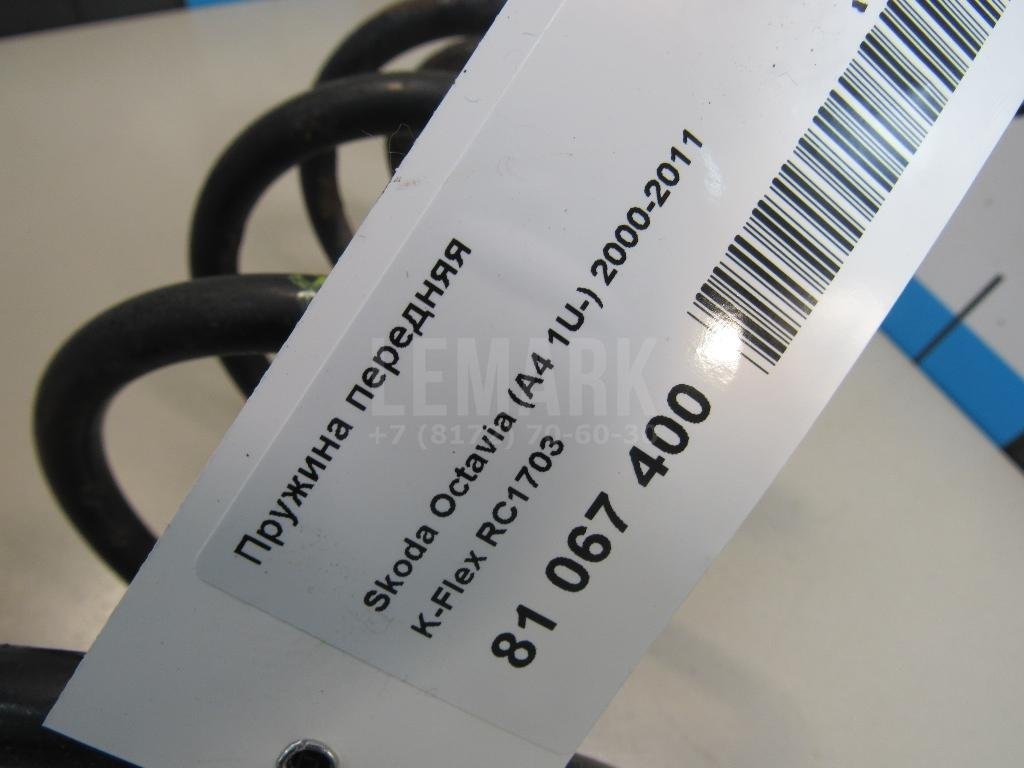 Пружина передняя
Skoda Octavia (A4 1U-) 2000-2011
K-Flex RC1703
81 067 400
LEMARK